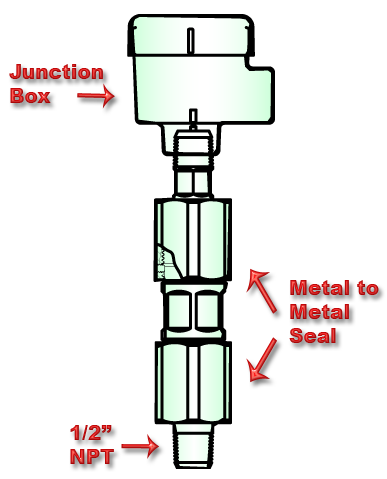 Junction
Box
Metal to
Metal
Seal
1/2”
NPT